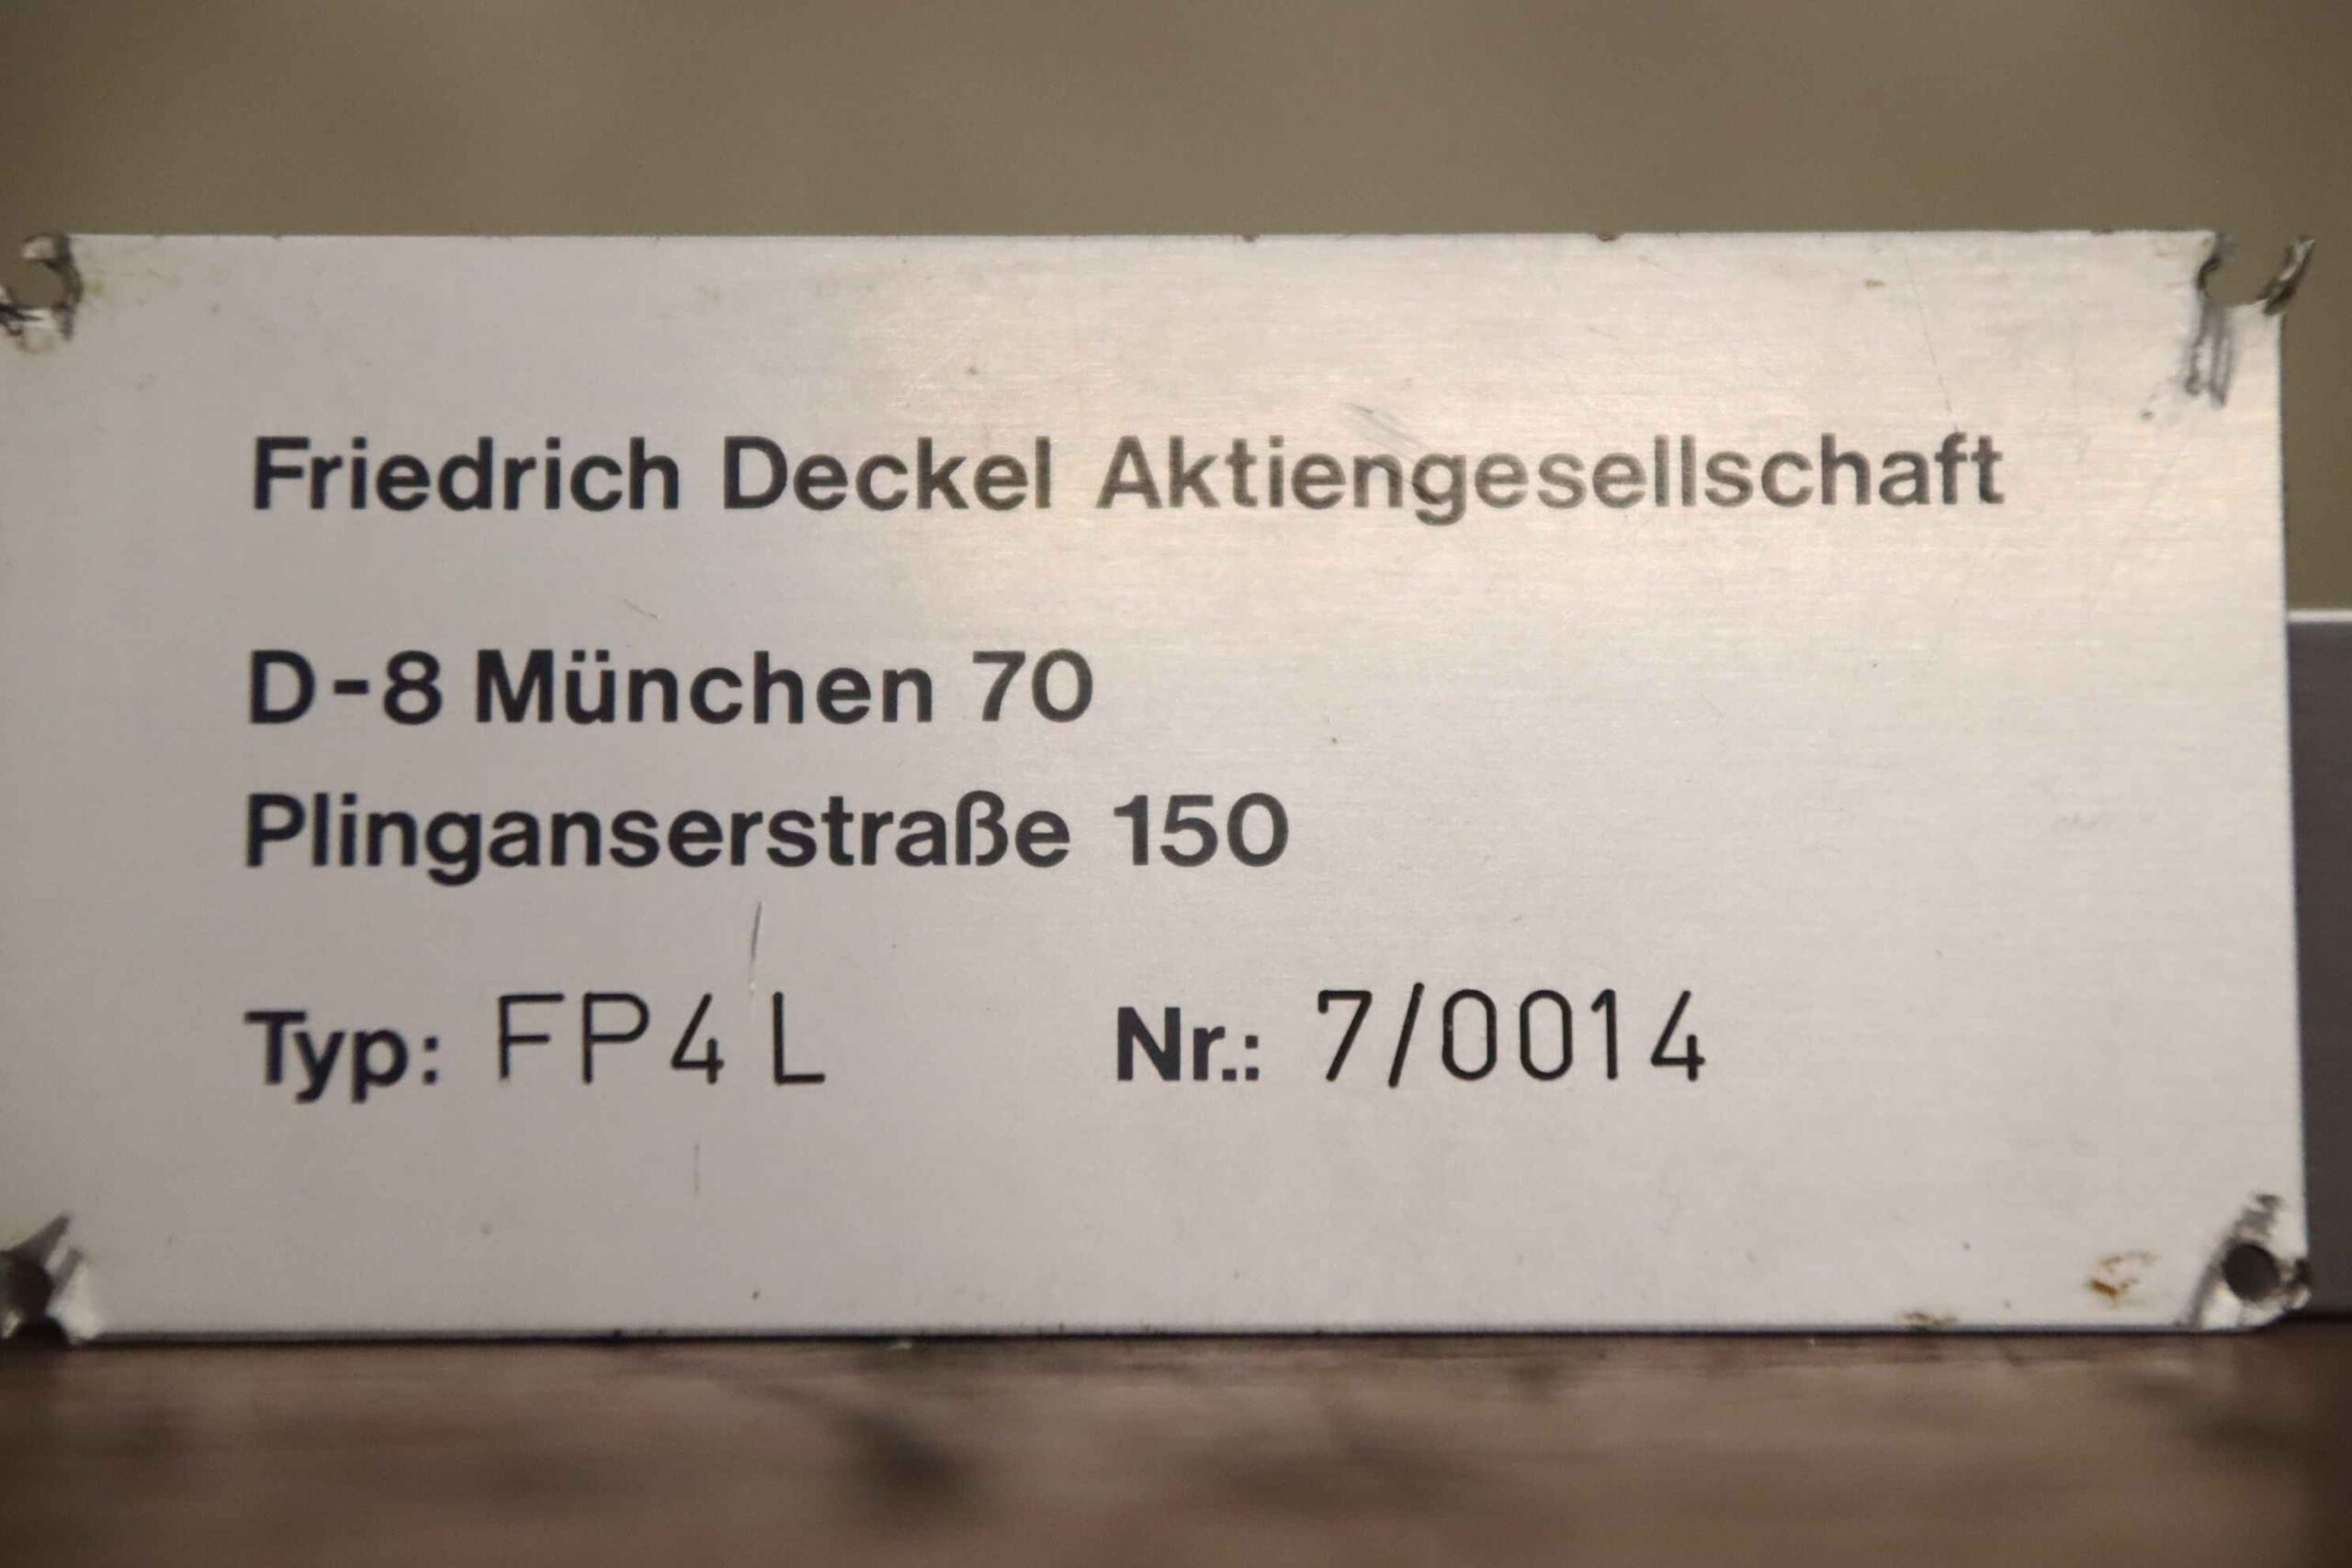 Friedrich Deckel Aktiengesellschaft
D-8 München 70
Plinganserstraße 150
Typ: FP4L Nr.: 7/0014